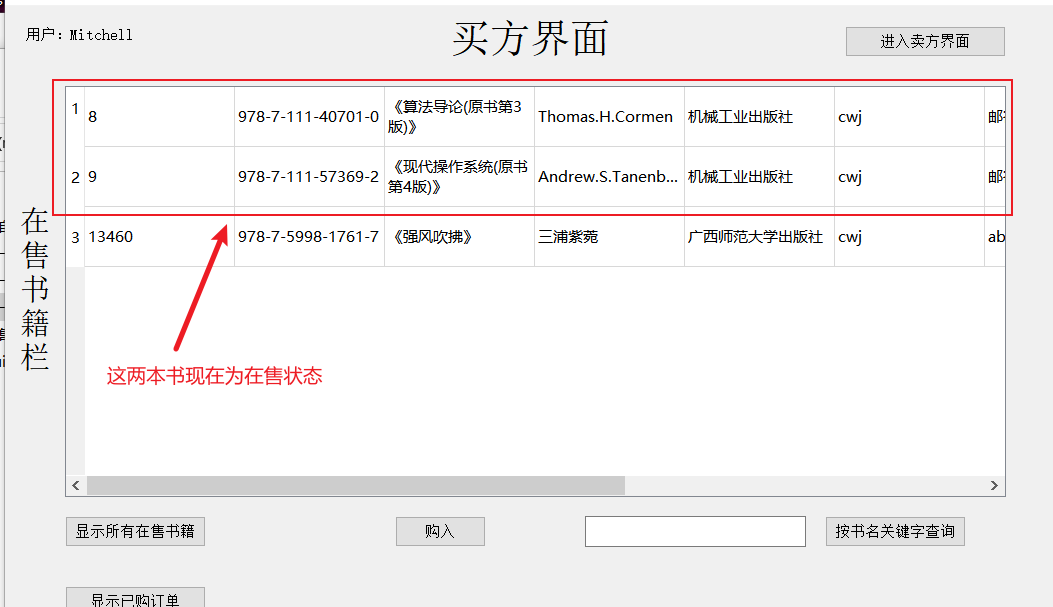 用户：Mitchell
买方界面
进入卖方界面
在售书籍栏
1 8 978-7-111-40701-0 《算法导论(原书第3版)》 Thomas.H.Cormen 机械工业出版社 cwj
2 9 978-7-111-57369-2 《现代操作系统(原书第4版)》 Andrew.S.Tanenb... 机械工业出版社 cwj
3 13460 978-7-5998-1761-7 《强风吹拂》 三浦紫菀 广西师范大学出版社 cwj ab
这两本书现在为在售状态
显示所有在售书籍 购入 按书名关键字查询
显示已购订单